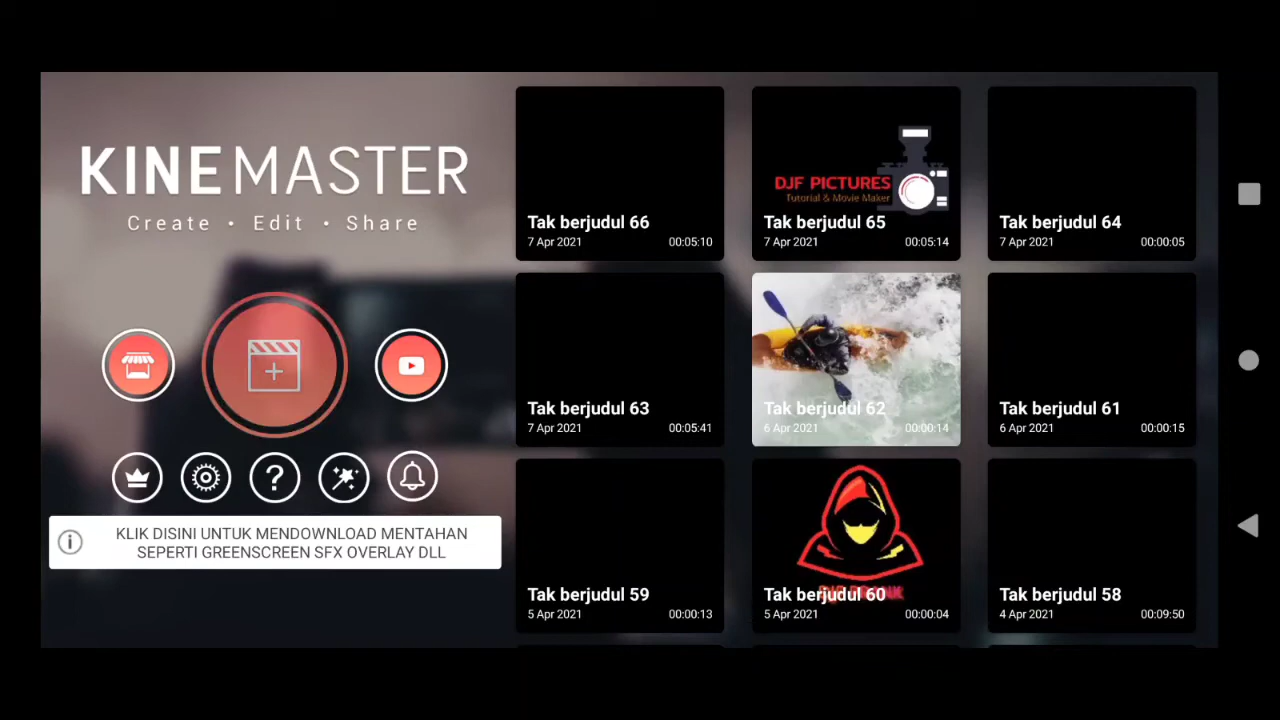 KINEMASTER
Create • Edit • Share
KLIK DISINI UNTUK MENDOWNLOAD MENTAHAN
SEPERTI GREENSCREEN SFX OVERLAY DLL
Tak berjudul 66
7 Apr 2021 00:05:10
DJF PICTURES
Tutorial & Movie Maker
Tak berjudul 65
7 Apr 2021 00:05:14
Tak berjudul 64
7 Apr 2021 00:00:05
Tak berjudul 63
7 Apr 2021 00:05:41
Tak berjudul 62
6 Apr 2021 00:00:14
Tak berjudul 61
6 Apr 2021 00:00:15
Tak berjudul 59
5 Apr 2021 00:00:13
Tak berjudul 60
5 Apr 2021 00:00:04
Tak berjudul 58
4 Apr 2021 00:09:50